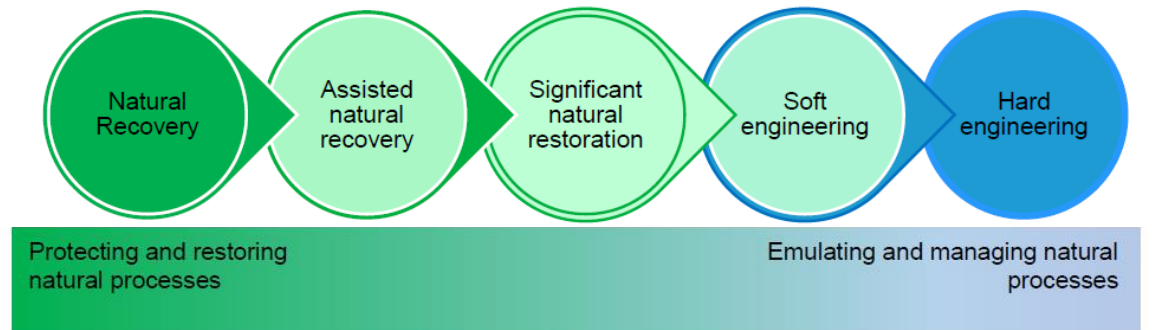 Natural
Recovery
Assisted
natural
recovery
Significant
natural
restoration
Soft
engineering
Hard
engineering
Protecting and restoring
natural processes
Emulating and managing natural
processes